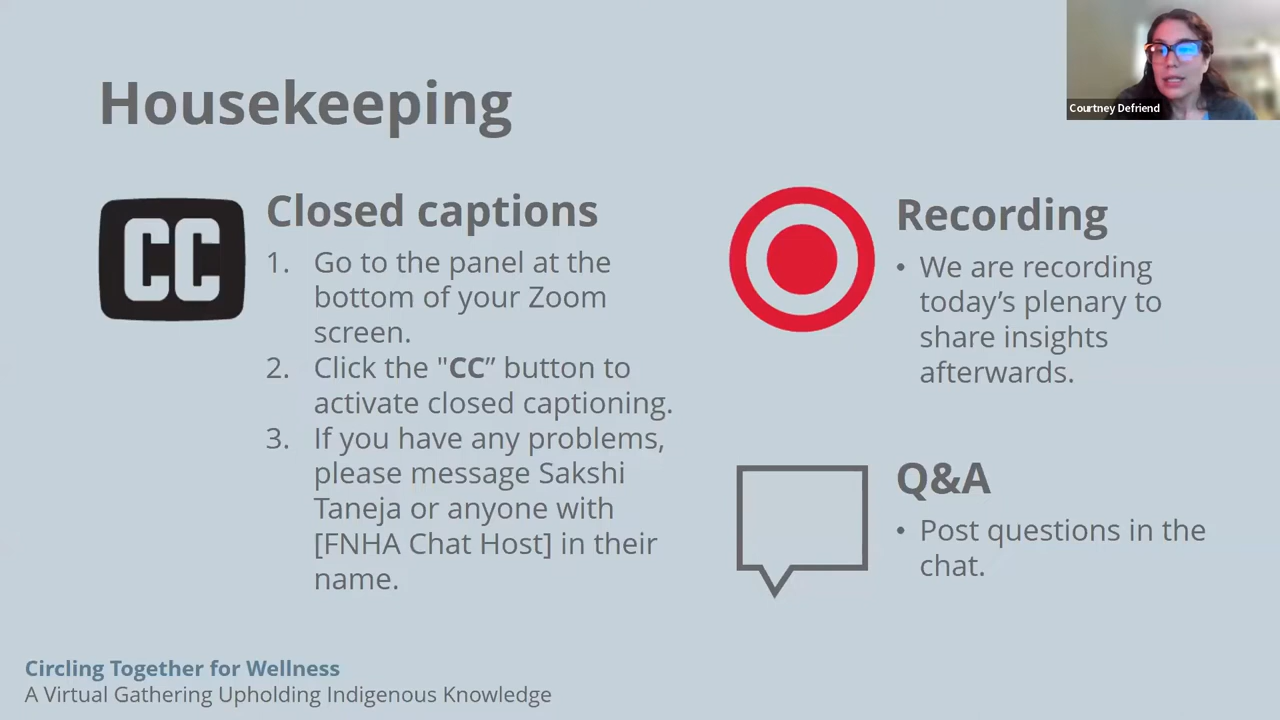 Housekeeping
Courtney Defriend
CC
Closed captions
1. Go to the panel at the
bottom of your Zoom
screen.
2. Click the "CC” button to
activate closed captioning.
3. If you have any problems,
please message Sakshi
Taneja or anyone with
[FNHA Chat Host] in their
name.
Recording
• We are recording
today’s plenary to
share insights
afterwards.
Q&A
• Post questions in the
chat.
Circling Together for Wellness
A Virtual Gathering Upholding Indigenous Knowledge